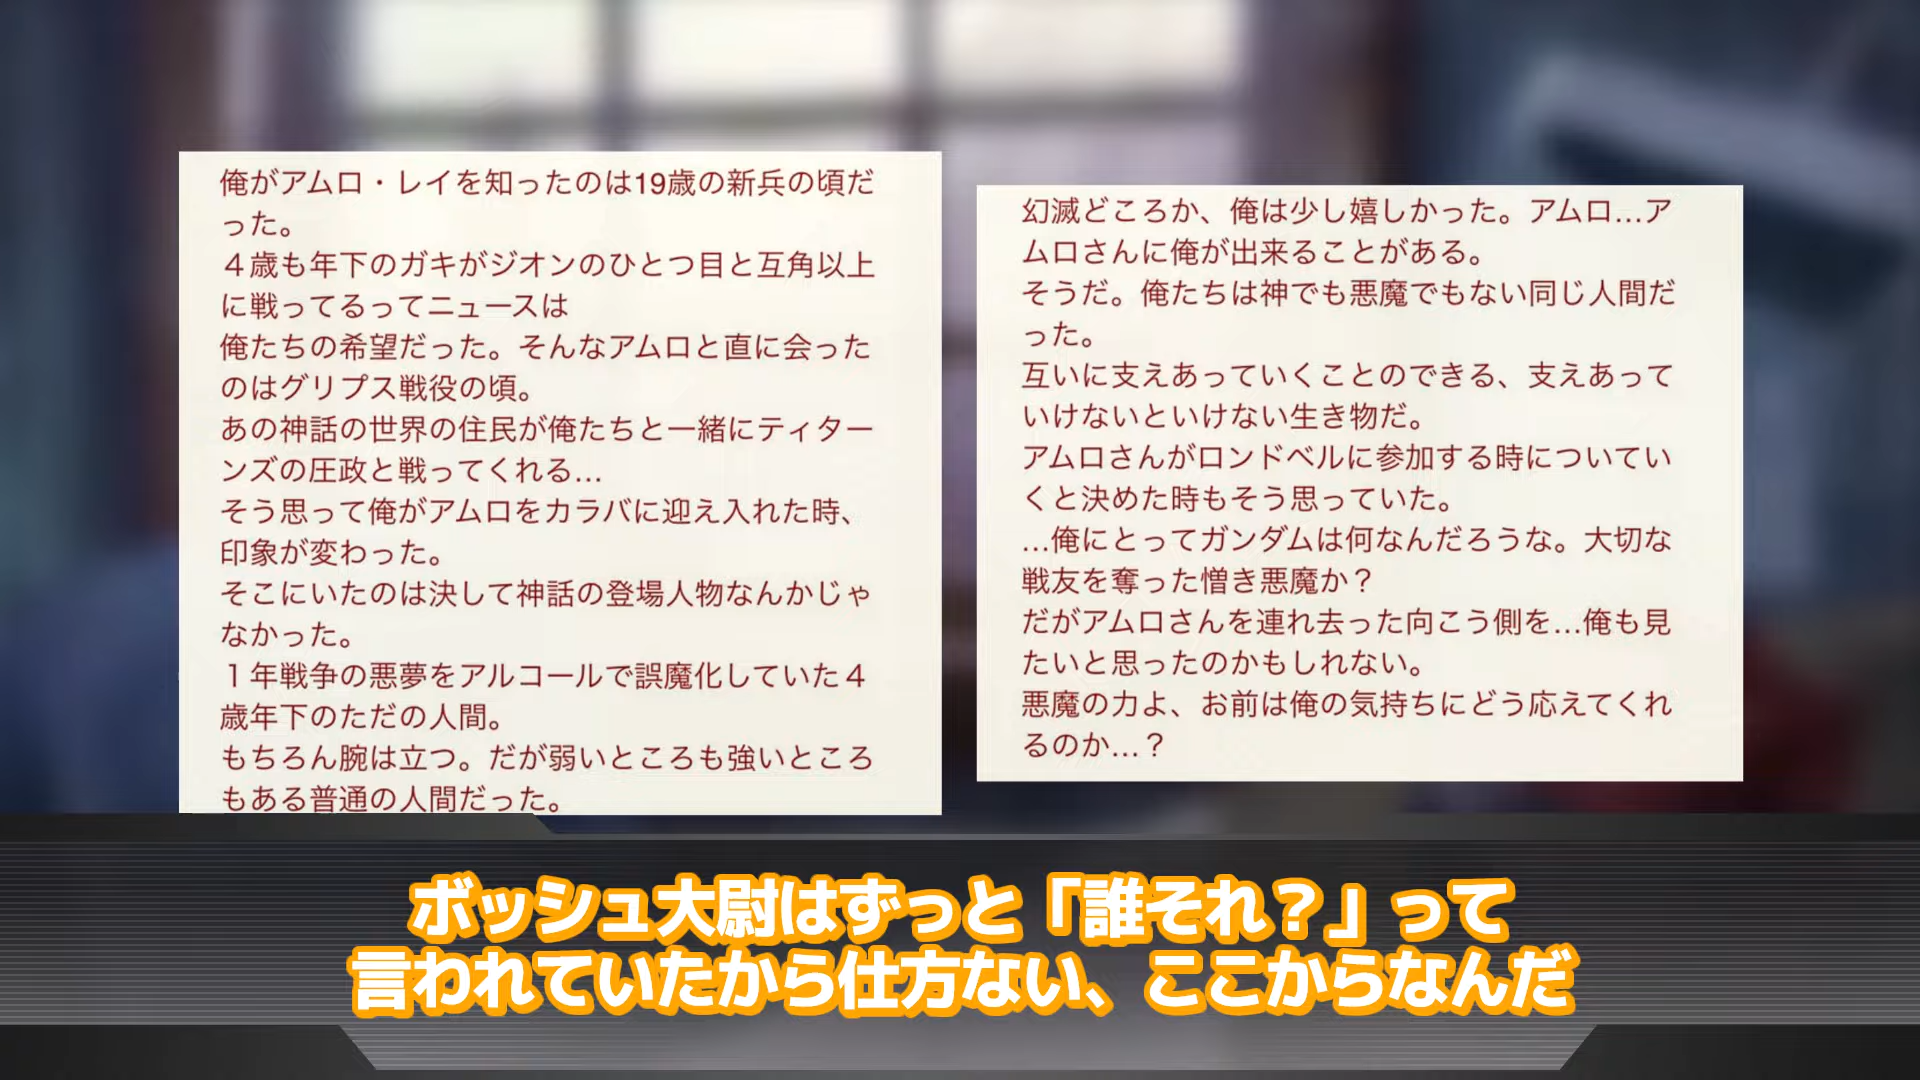 俺がアムロ・レイを知ったのは19歳の新兵の頃だ
った。
４歳も年下のガキがジオンのひとつ目と互角以上
に戦ってるってニュースは
俺たちの希望だった。そんなアムロと直に会った
のはグリプス戦役の頃。
あの神話の世界の住民が俺たちと一緒にティター
ンズの圧政と戦ってくれる…
そう思って俺がアムロをカラバに迎え入れた時、
印象が変わった。
そこにいたのは決して神話の登場人物なんかじゃ
なかった。
１年戦争の悪夢をアルコールで誤魔化していた４
歳年下のただの人間。
もちろん腕は立つ。だが弱いところも強いところ
もある普通の人間だった。
幻滅どころか、俺は少し嬉しかった。アムロ…ア
ムロさんに俺が出来ることがある。
そうだ。俺たちは神でも悪魔でもない同じ人間だ
った。
互いに支えあっていくことのできる、支えあって
いけないといけない生き物だ。
アムロさんがロンドベルに参加する時についてい
くと決めた時もそう思っていた。
…俺にとってガンダムは何なんだろうな。大切な
戦友を奪った憎き悪魔か？
だがアムロさんを連れ去った向こう側を…俺も見
たいと思ったのかもしれない。
悪魔の力よ、お前は俺の気持ちにどう応えてくれ
るのか…？
ボッシュ大尉はずっと「誰それ？」って
言われていたから仕方ない、ここからなんだ